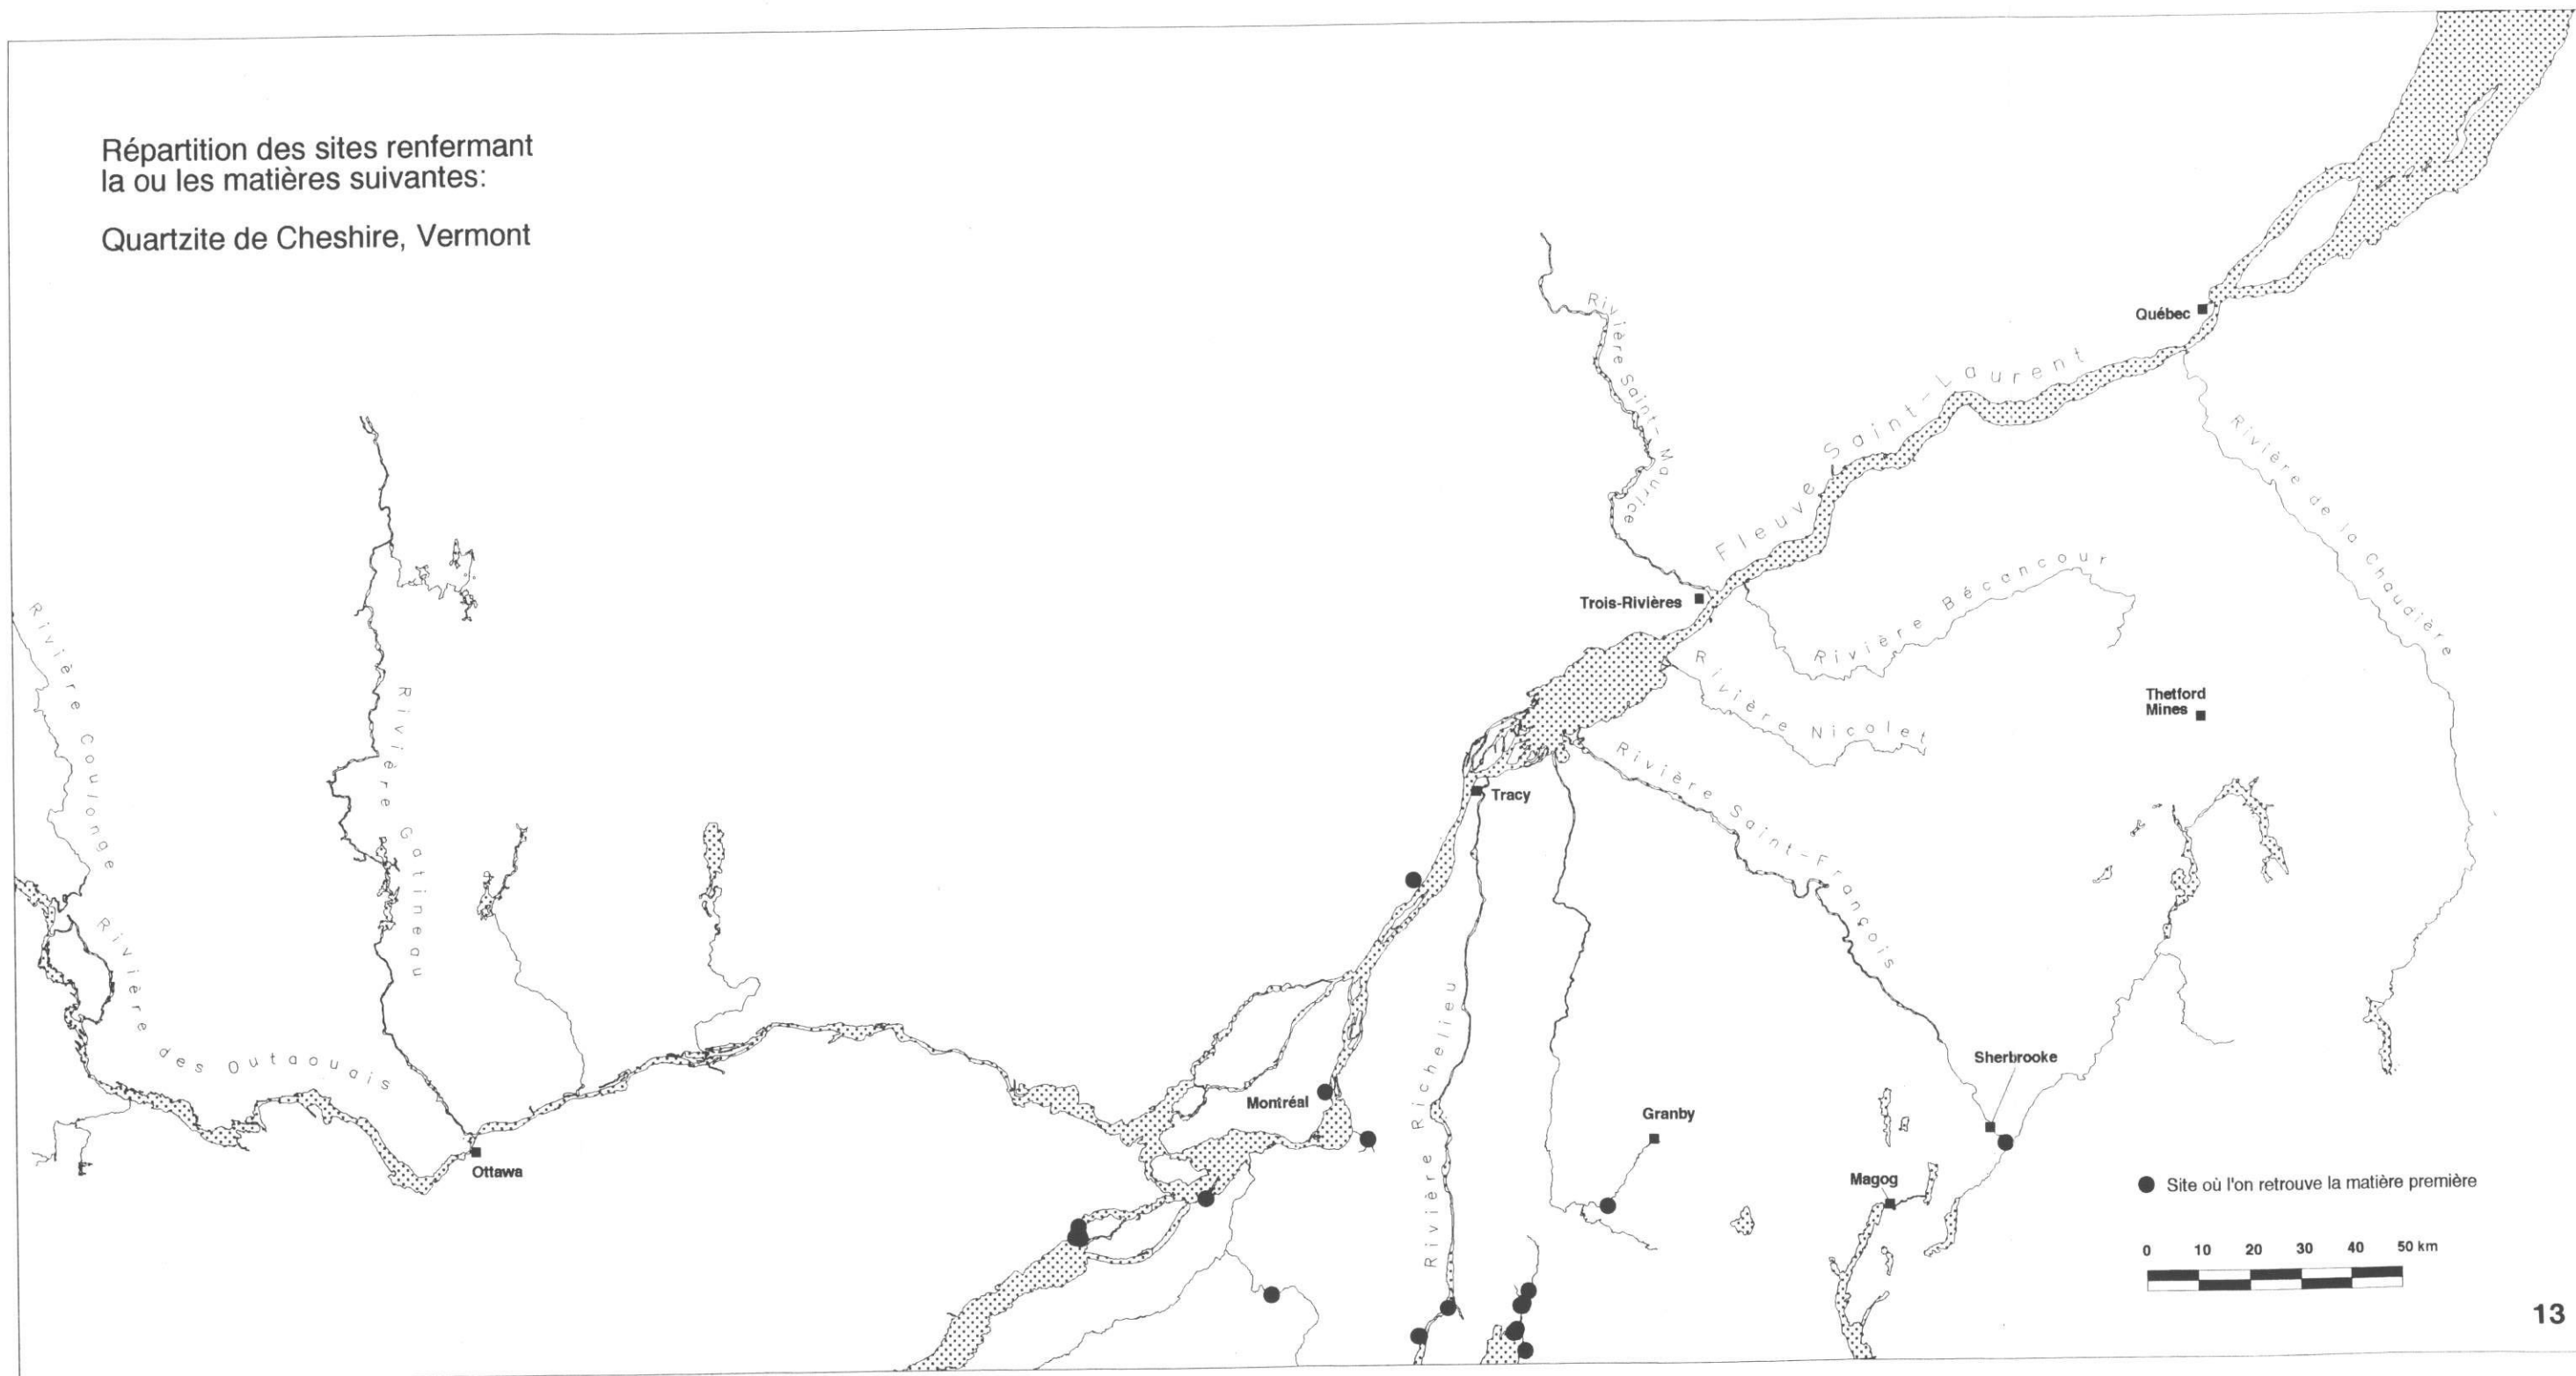 Répartition des sites renfermant
la ou les matières suivantes:
Quartzite de Cheshire, Vermont
Québec
Rivière Saint-Maurice
Fleuve Saint-Laurent
Rivière de la Chaudière
Trois-Rivières
Rivière Bécancour
Rivière Nicolet
Thetford
Mines
Rivière Coulonge
Rivière Gatineau
Rivière Saint-François
Tracy
Rivière des Outaouais
Rivière Richelieu
Montréal
Ottawa
Granby
Sherbrooke
Magog
Site où l'on retrouve la matière première
0 10 20 30 40 50 km
13